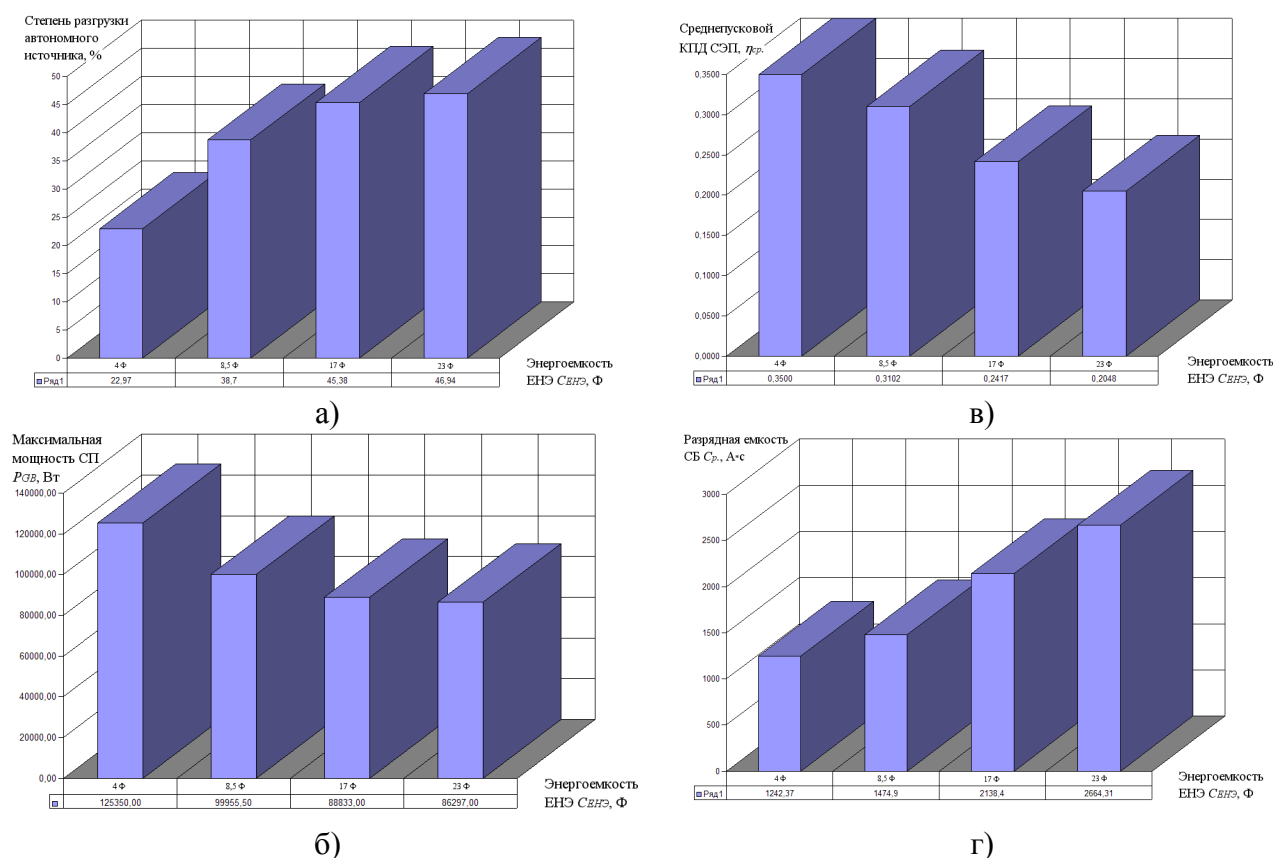 Степень разгрузки
автономного
источника, %
50
45
40
35
30
25
20
15
10
5
0
4 Ф 8,5 Ф 17 Ф 23 Ф
Ряд1 22,97 38,7 45,38 46,94
Энергоемкость
ЕНЭ CЕНЭ, Ф
а)
Среднепусковой
КПД СЭП, ηср.
0,3500
0,3000
0,2500
0,2000
0,1500
0,1000
0,0500
0,0000
4 Ф 8,5 Ф 17 Ф 23 Ф
Ряд1 0,3500 0,3102 0,2417 0,2048
Энергоемкость
ЕНЭ CЕНЭ, Ф
в)
Максимальная
мощность СП
PGB, Вт
140000,00
120000,00
100000,00
80000,00
60000,00
40000,00
20000,00
0,00
4 Ф 8,5 Ф 17 Ф 23 Ф
125350,00 99955,50 88833,00 86297,00
Энергоемкость
ЕНЭ CЕНЭ, Ф
б)
Разрядная емкость
СБ Cр., А•с
3000
2500
2000
1500
1000
500
0
4 Ф 8,5 Ф 17 Ф 23 Ф
Ряд1 1242,37 1474,9 2138,4 2664,31
Энергоемкость
ЕНЭ CЕНЭ, Ф
г)